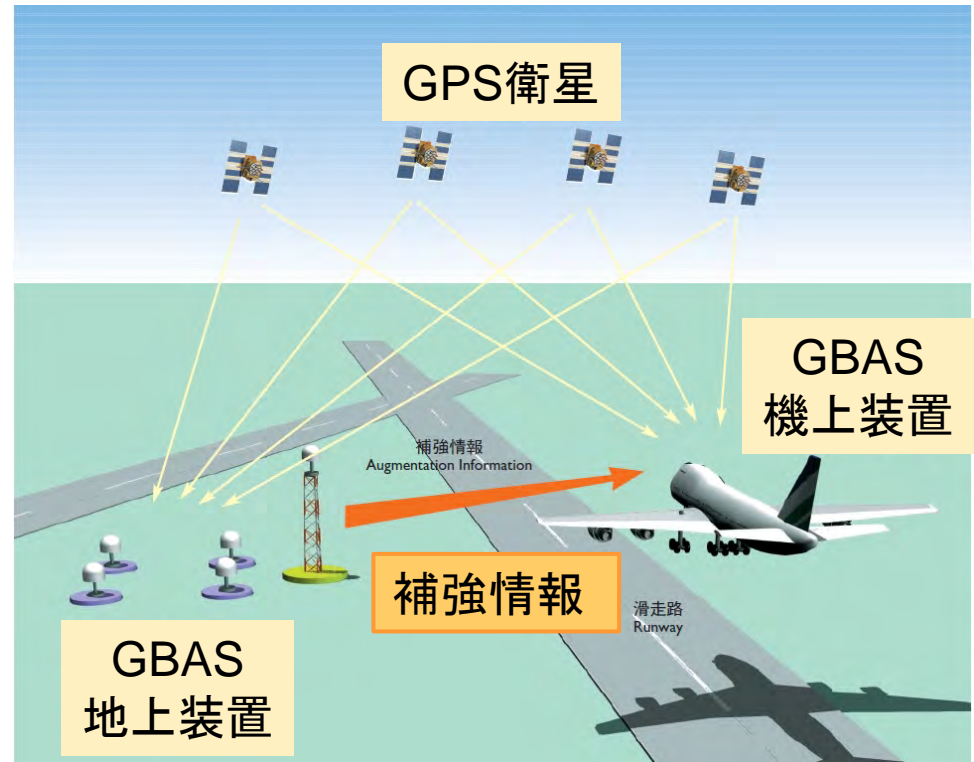 GPS衛星
GBAS
機上装置
補強情報
Augmentation Information
補強情報
滑走路
Runway
GBAS
地上装置